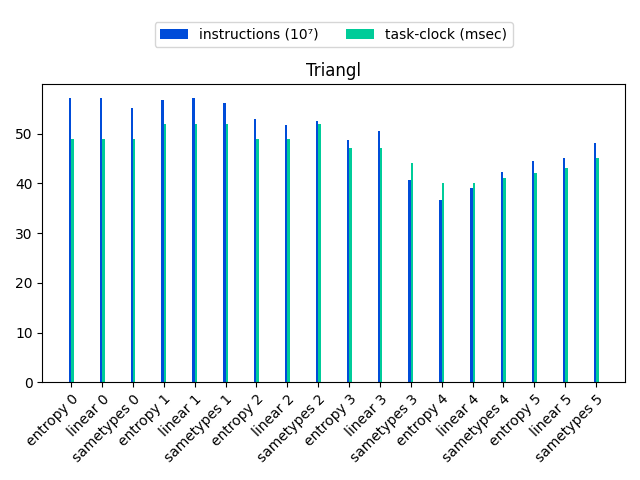 instructions (10⁷)
task-clock (msec)
Triangl
50
40
30
20
10
0
entropy 0
linear 0
sametypes 0
entropy 1
linear 1
sametypes 1
entropy 2
linear 2
sametypes 2
entropy 3
linear 3
sametypes 3
entropy 4
linear 4
sametypes 4
entropy 5
linear 5
sametypes 5